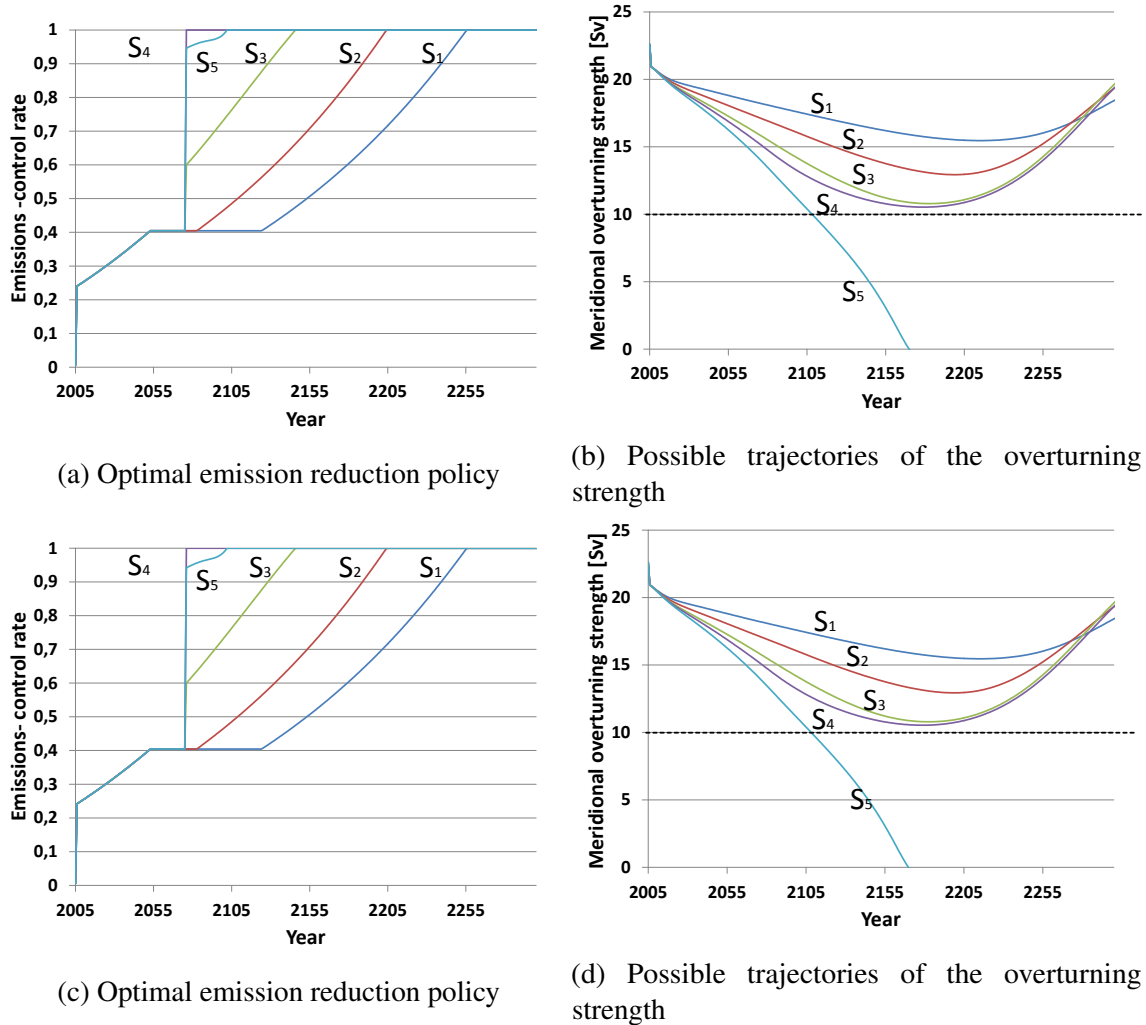 1
0,9
0,8
0,7
0,6
0,5
0,4
0,3
0,2
0,1
0
Emissions -control rate
S4
S5
S3
S2
S1
2005 2055 2105 2155 2205 2255
Year
(a) Optimal emission reduction policy
25
20
15
10
5
0
Meridional overturning strength [Sv]
S1
S2
S3
S4
S5
2005 2055 2105 2155 2205 2255
Year
(b) Possible trajectories of the overturning
strength
1
0,9
0,8
0,7
0,6
0,5
0,4
0,3
0,2
0,1
0
Emissions- control rate
S4
S5
S3
S2
S1
2005 2055 2105 2155 2205 2255
Year
(c) Optimal emission reduction policy
25
20
15
10
5
0
Meridional overturning strength [Sv]
S1
S2
S3
S4
S5
2005 2055 2105 2155 2205 2255
Year
(d) Possible trajectories of the overturning
strength